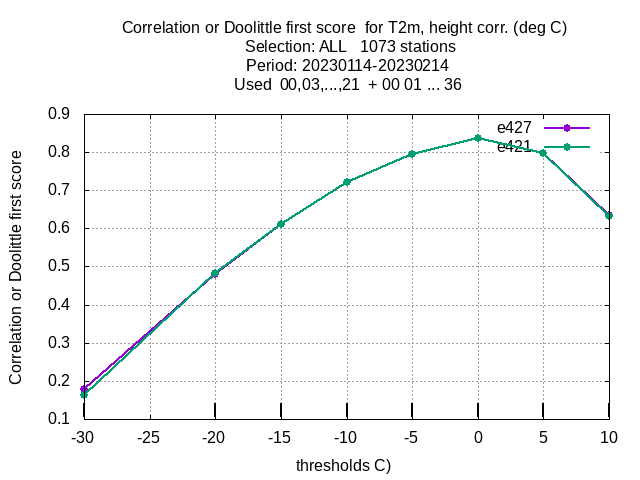 Correlation or Doolittle first score  for T2m, height corr. (deg C)
Selection: ALL   1073 stations
Period: 20230114-20230214
Used  00,03,...,21  + 00 01 ... 36
e427
e421
Correlation or Doolittle first score
0.9
0.8
0.7
0.6
0.5
0.4
0.3
0.2
0.1
-30 -25 -20 -15 -10 -5 0 5 10
thresholds C)